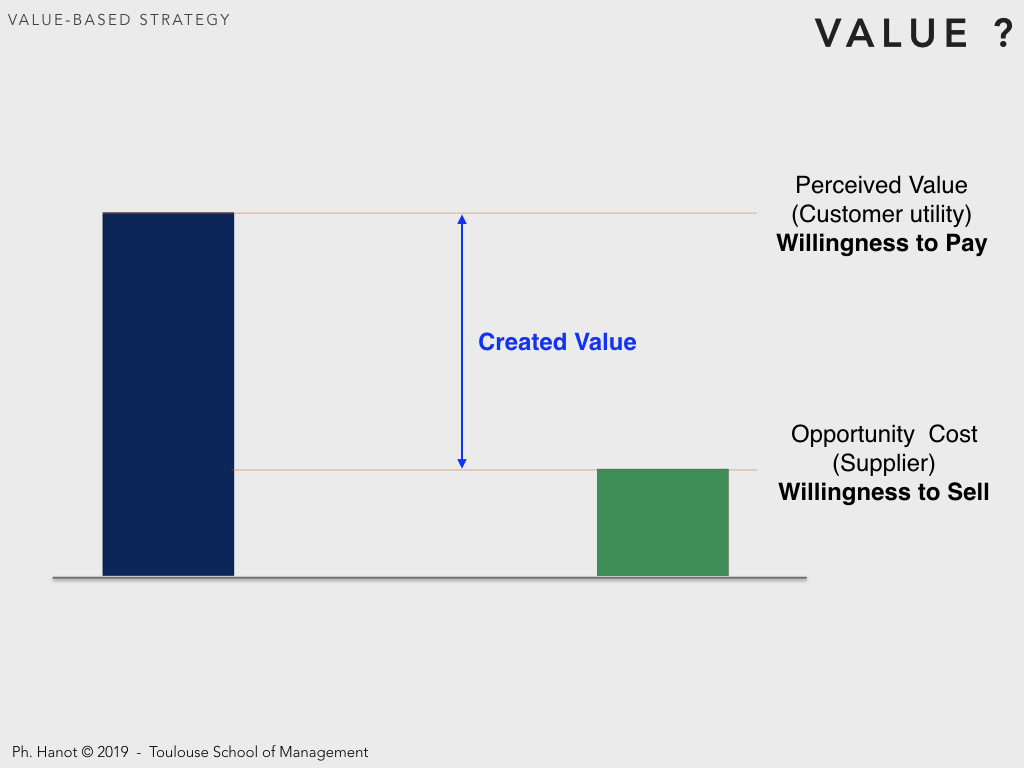 VALUE-BASED STRATEGY
VALUE ?
Perceived Value
(Customer utility)
Willingness to Pay
Created Value
Opportunity  Cost
(Supplier)
Willingness to Sell
Ph. Hanot © 2019  -  Toulouse School of Management